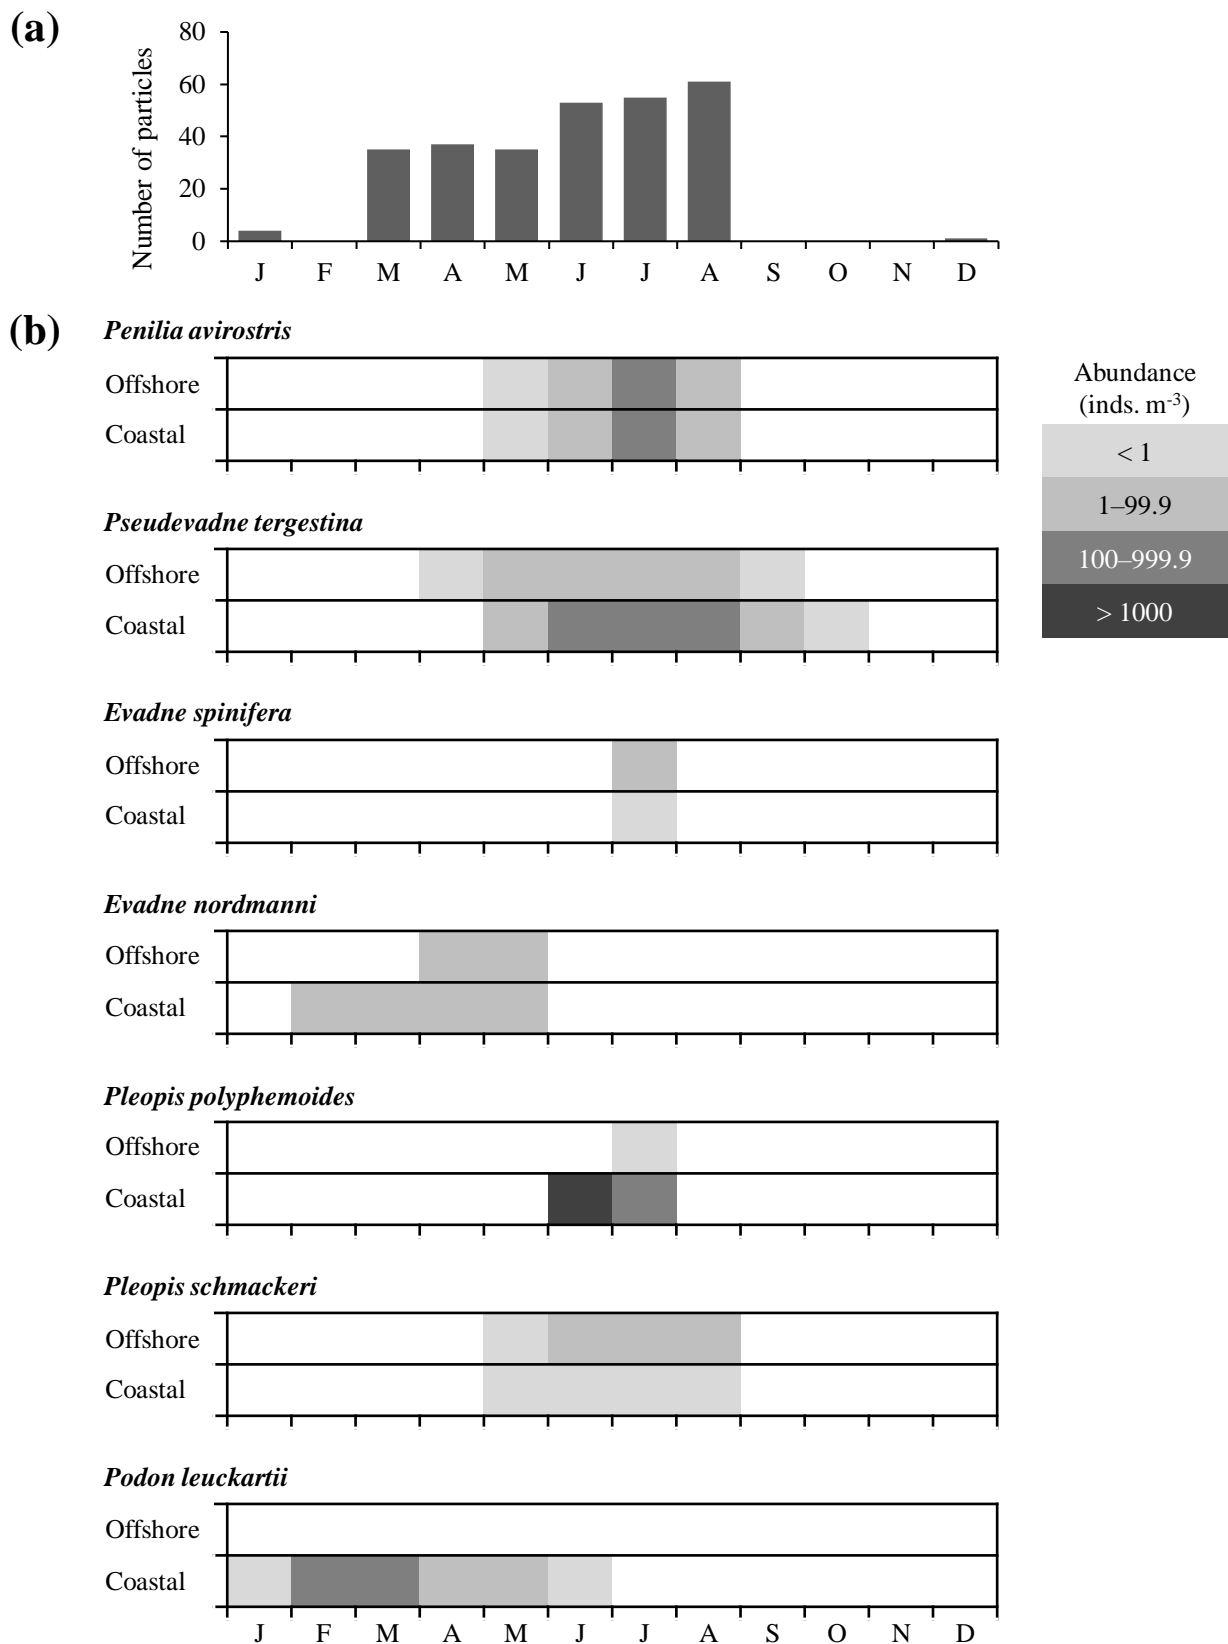 (a)
Number of particles
80
60
40
20
0
J F M A M J J A S O N D
(b)
Penilia avirostris
Offshore
Coastal
Abundance
(inds. m-3)
< 1
1–99.9
100–999.9
> 1000
Pseudevadne tergestina
Offshore
Coastal
Evadne spinifera
Offshore
Coastal
Evadne nordmanni
Offshore
Coastal
Pleopis polyphemoides
Offshore
Coastal
Pleopis schmackeri
Offshore
Coastal
Podon leuckartii
Offshore
Coastal
J F M A M J J A S O N D